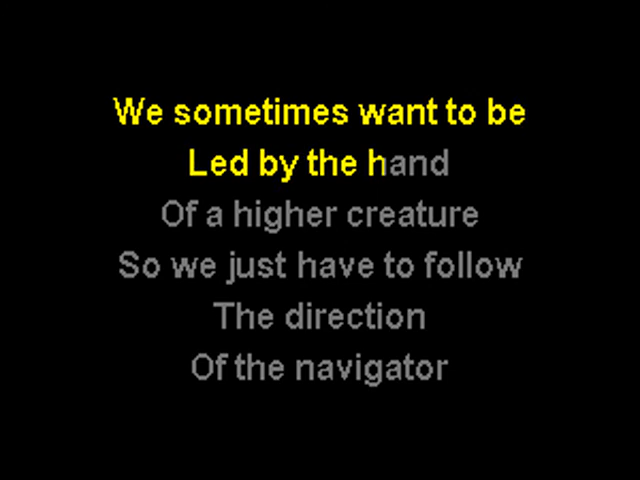 We sometimes want to be
Led by the hand
Of a higher creature
So we just have to follow
The direction
Of the navigator